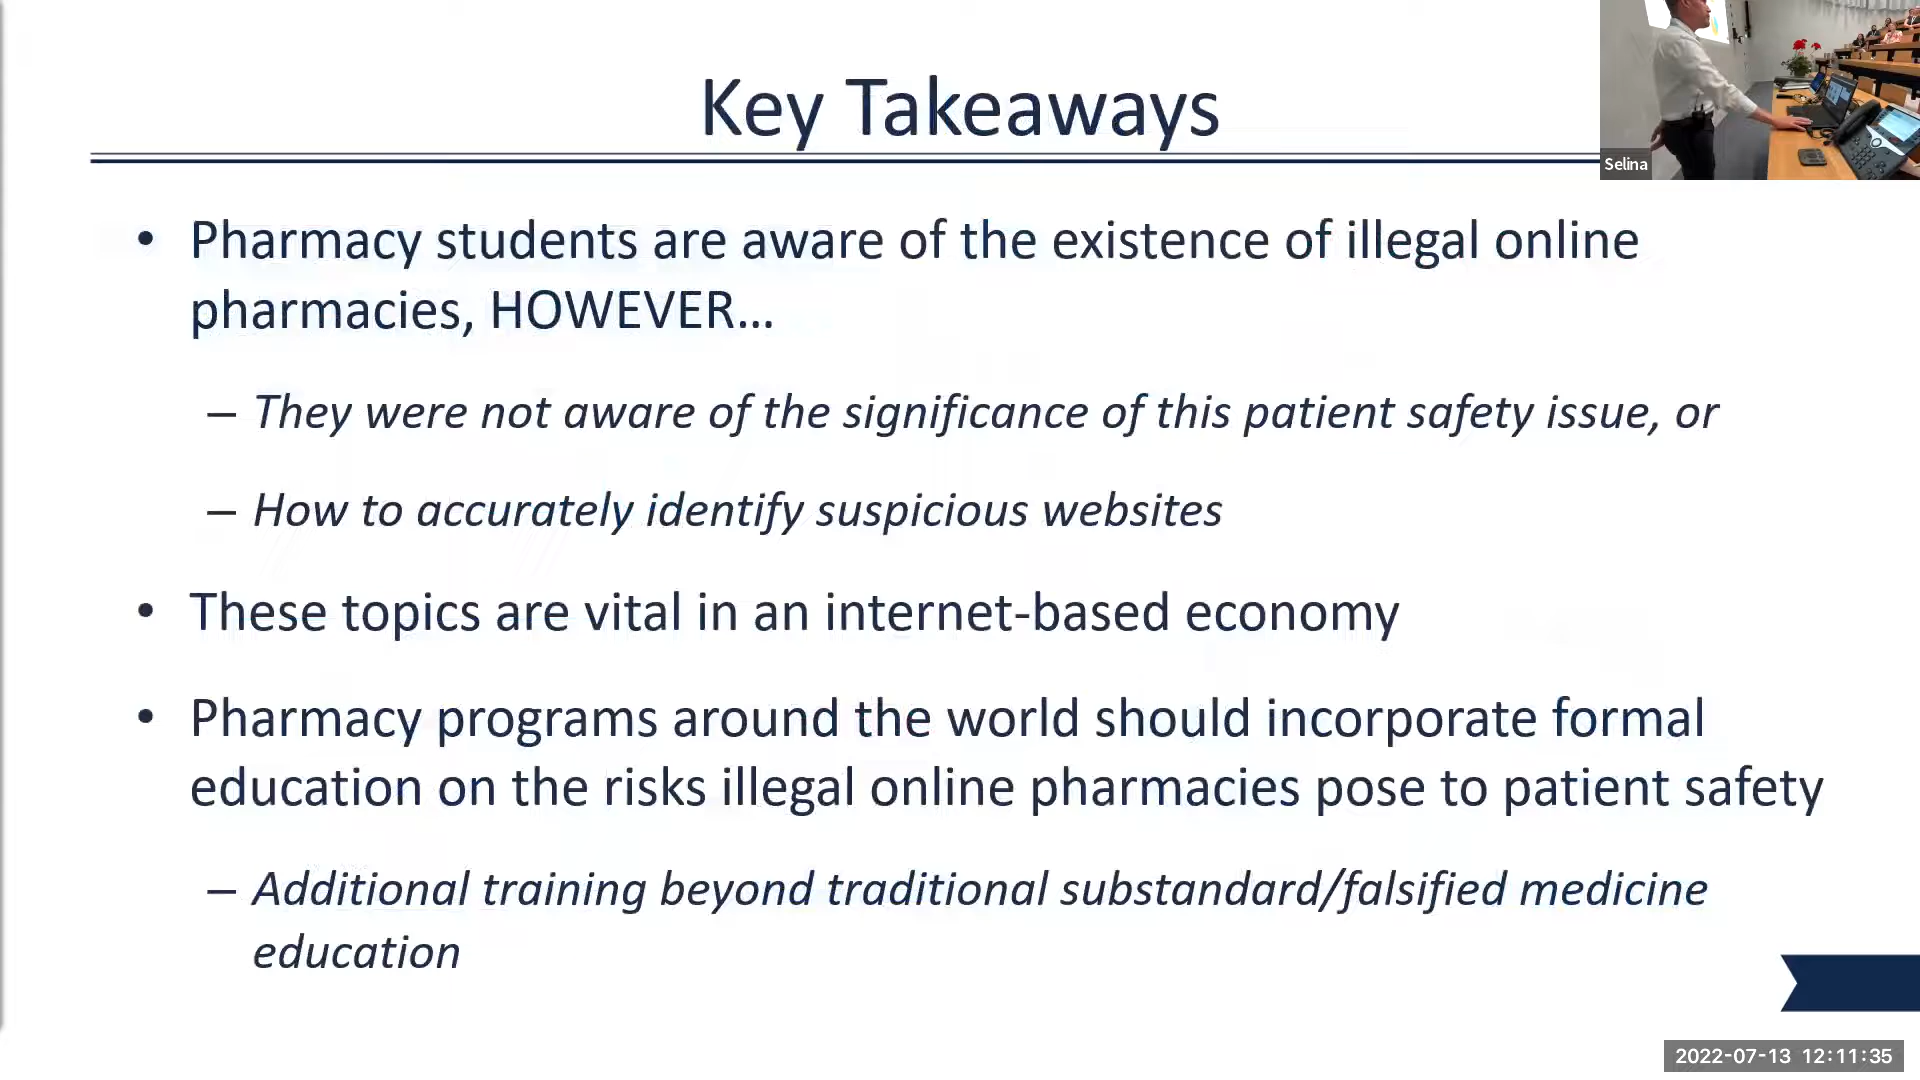 Key Takeaways
Selina
• Pharmacy students are aware of the existence of illegal online
pharmacies, HOWEVER...
– They were not aware of the significance of this patient safety issue, or
– How to accurately identify suspicious websites
• These topics are vital in an internet-based economy
• Pharmacy programs around the world should incorporate formal
education on the risks illegal online pharmacies pose to patient safety
– Additional training beyond traditional substandard/falsified medicine
education
2022-07-13 12:11:35